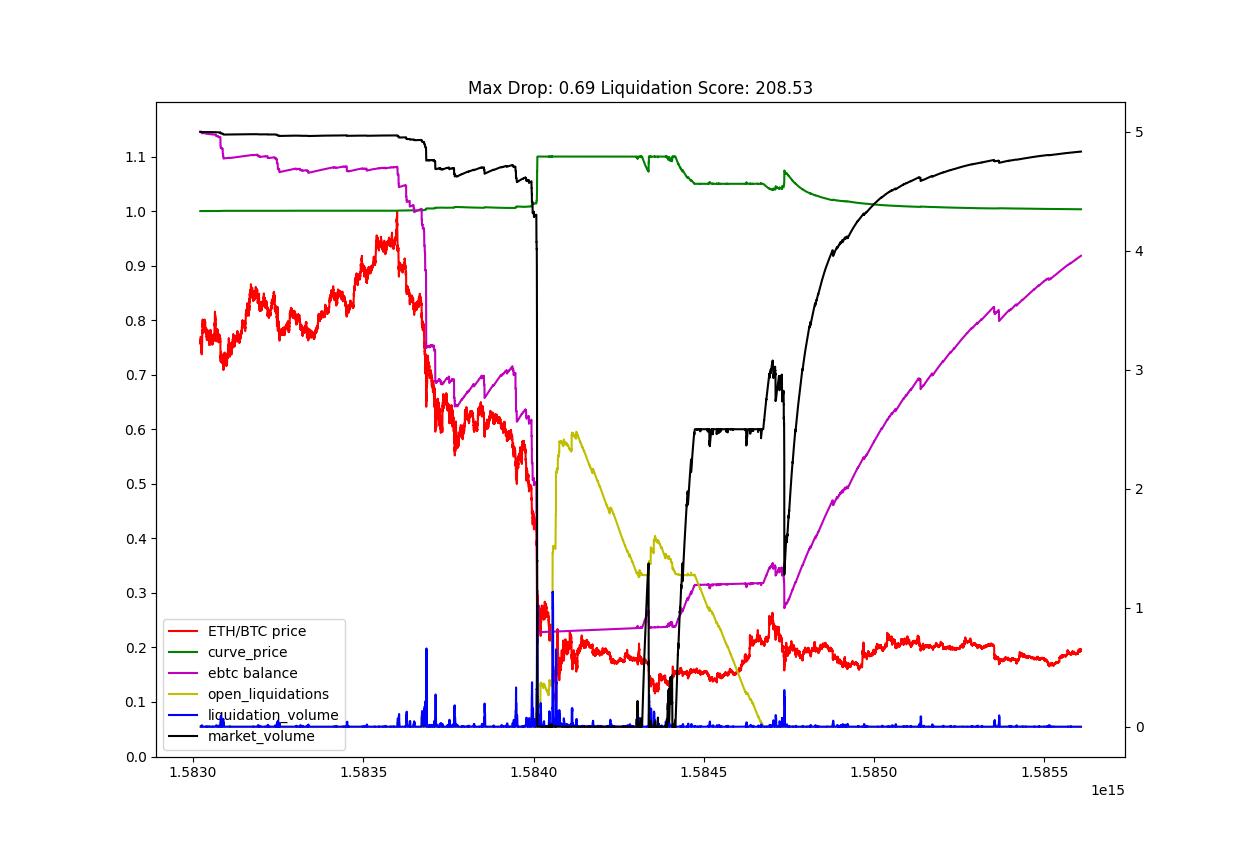 Max Drop: 0.69 Liquidation Score: 208.53
1.1
1.0
0.9
0.8
0.7
0.6
0.5
0.4
0.3
0.2
0.1
0.0
5
4
3
2
1
0
ETH/BTC price
curve_price
ebtc balance
open_liquidations
liquidation_volume
market_volume
1.5830 1.5835 1.5840 1.5845 1.5850 1.5855
1e15